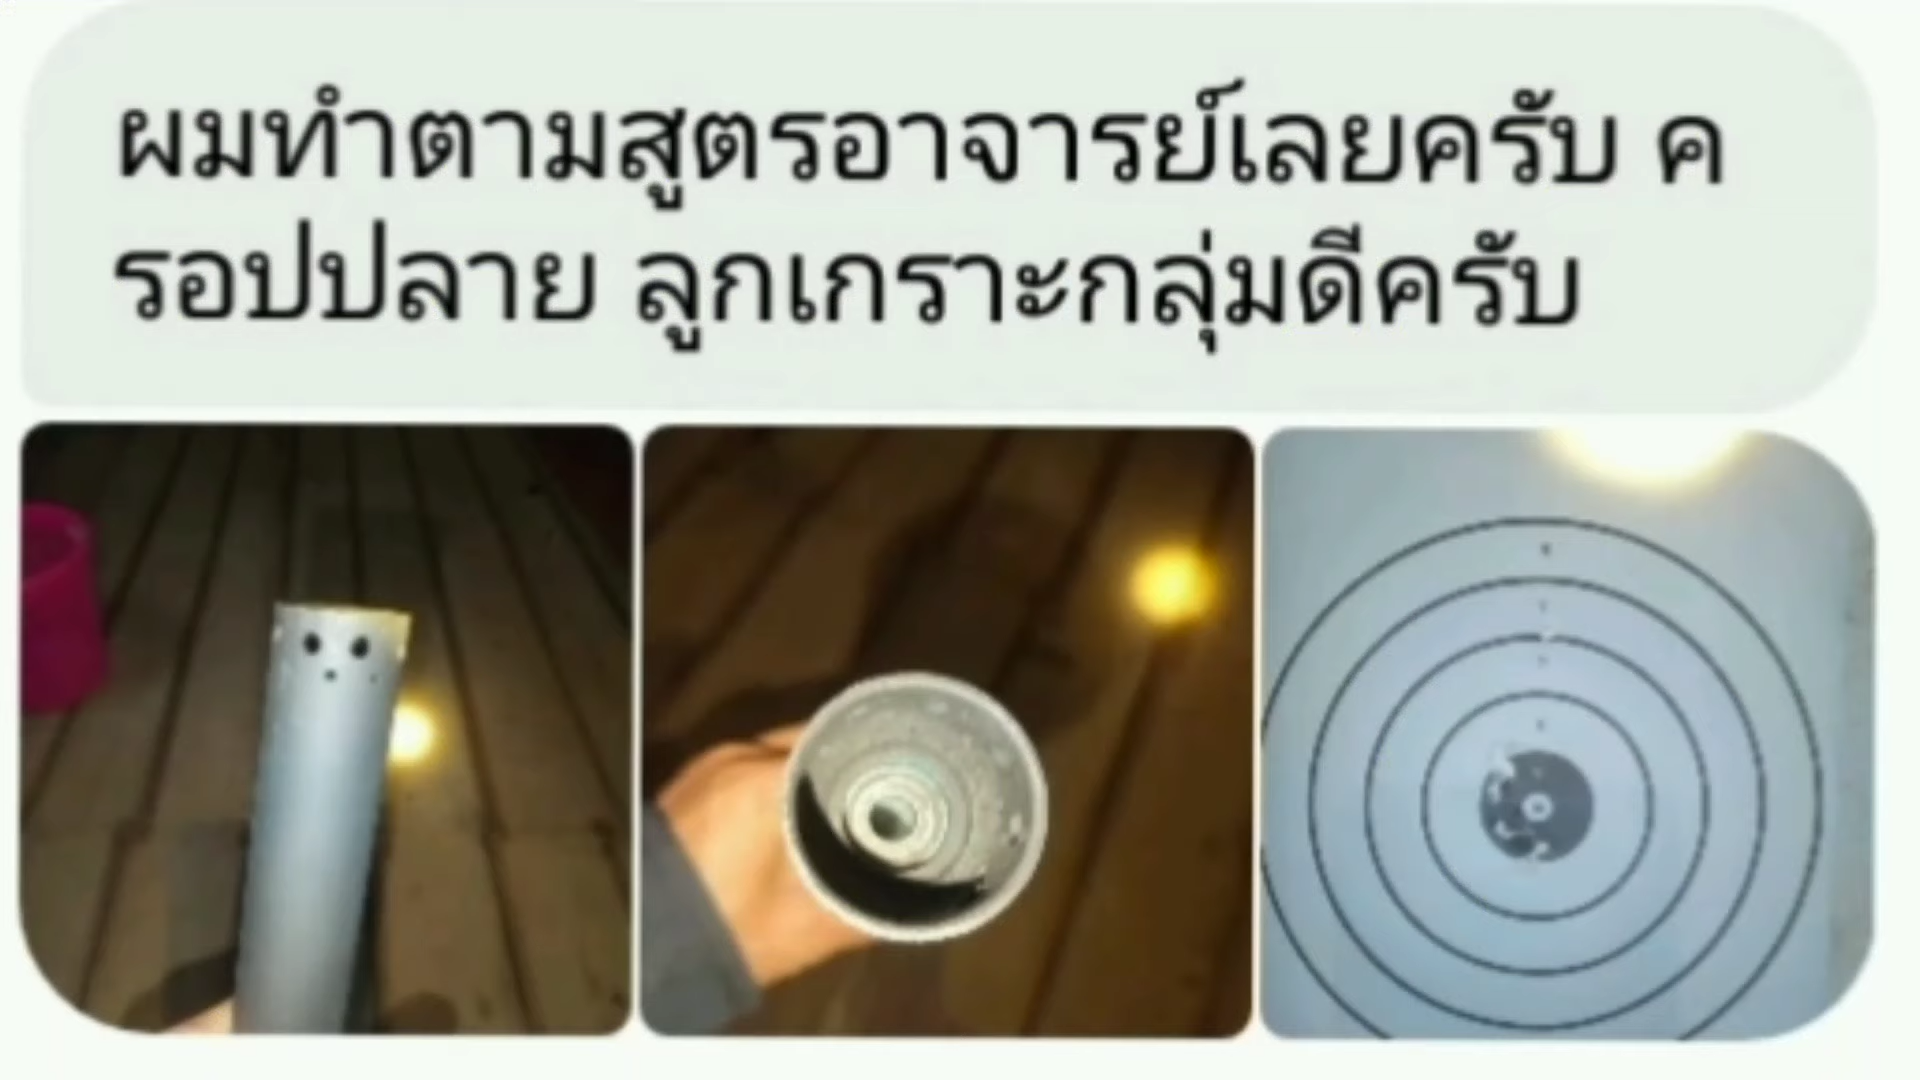 ผมทำตามสูตรอาจารย์เลยครับ ค
รอปปลาย ลูกเกราะกลุ่มดีครับ